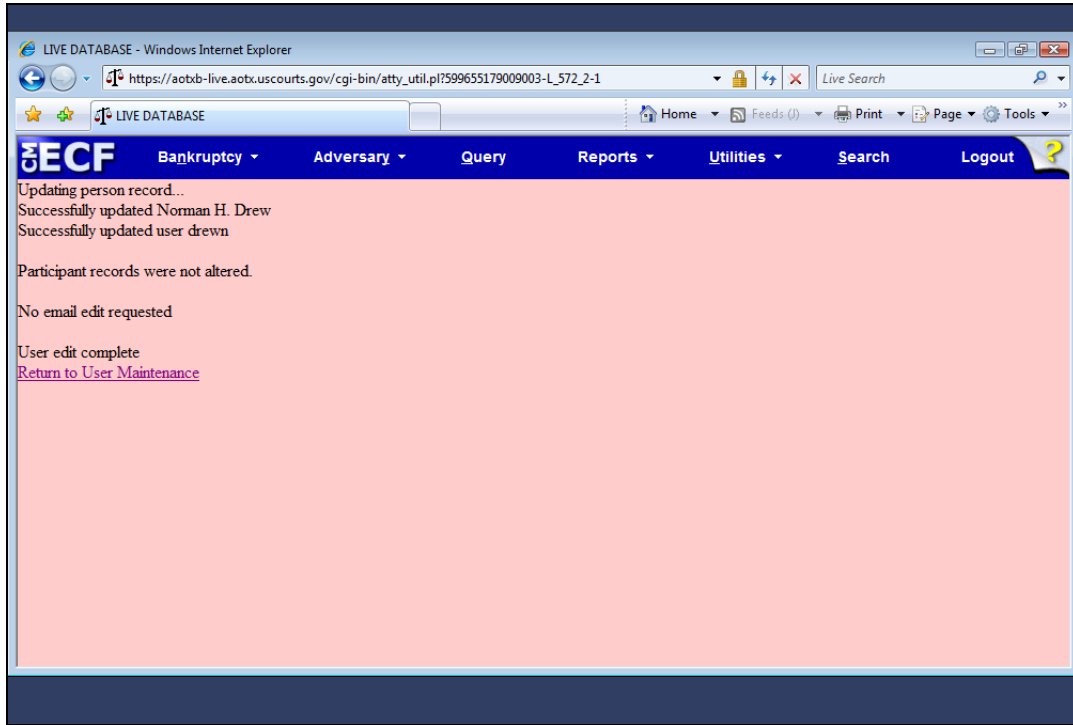 LIVE DATABASE - Windows Internet Explorer
https://aotxb-live.aotx.uscourts.gov/cgi-bin/atty_util.pl?599655179009003-L_572_2-1
Live Search
LIVE DATABASE
Home Feeds (J) Print Page Tools »
CM ECF Bankruptcy Adversary Query Reports Utilities Search Logout ?
Updating person record...
Successfully updated Norman H. Drew
Successfully updated user drewn
Participant records were not altered.
No email edit requested
User edit complete
Return to User Maintenance